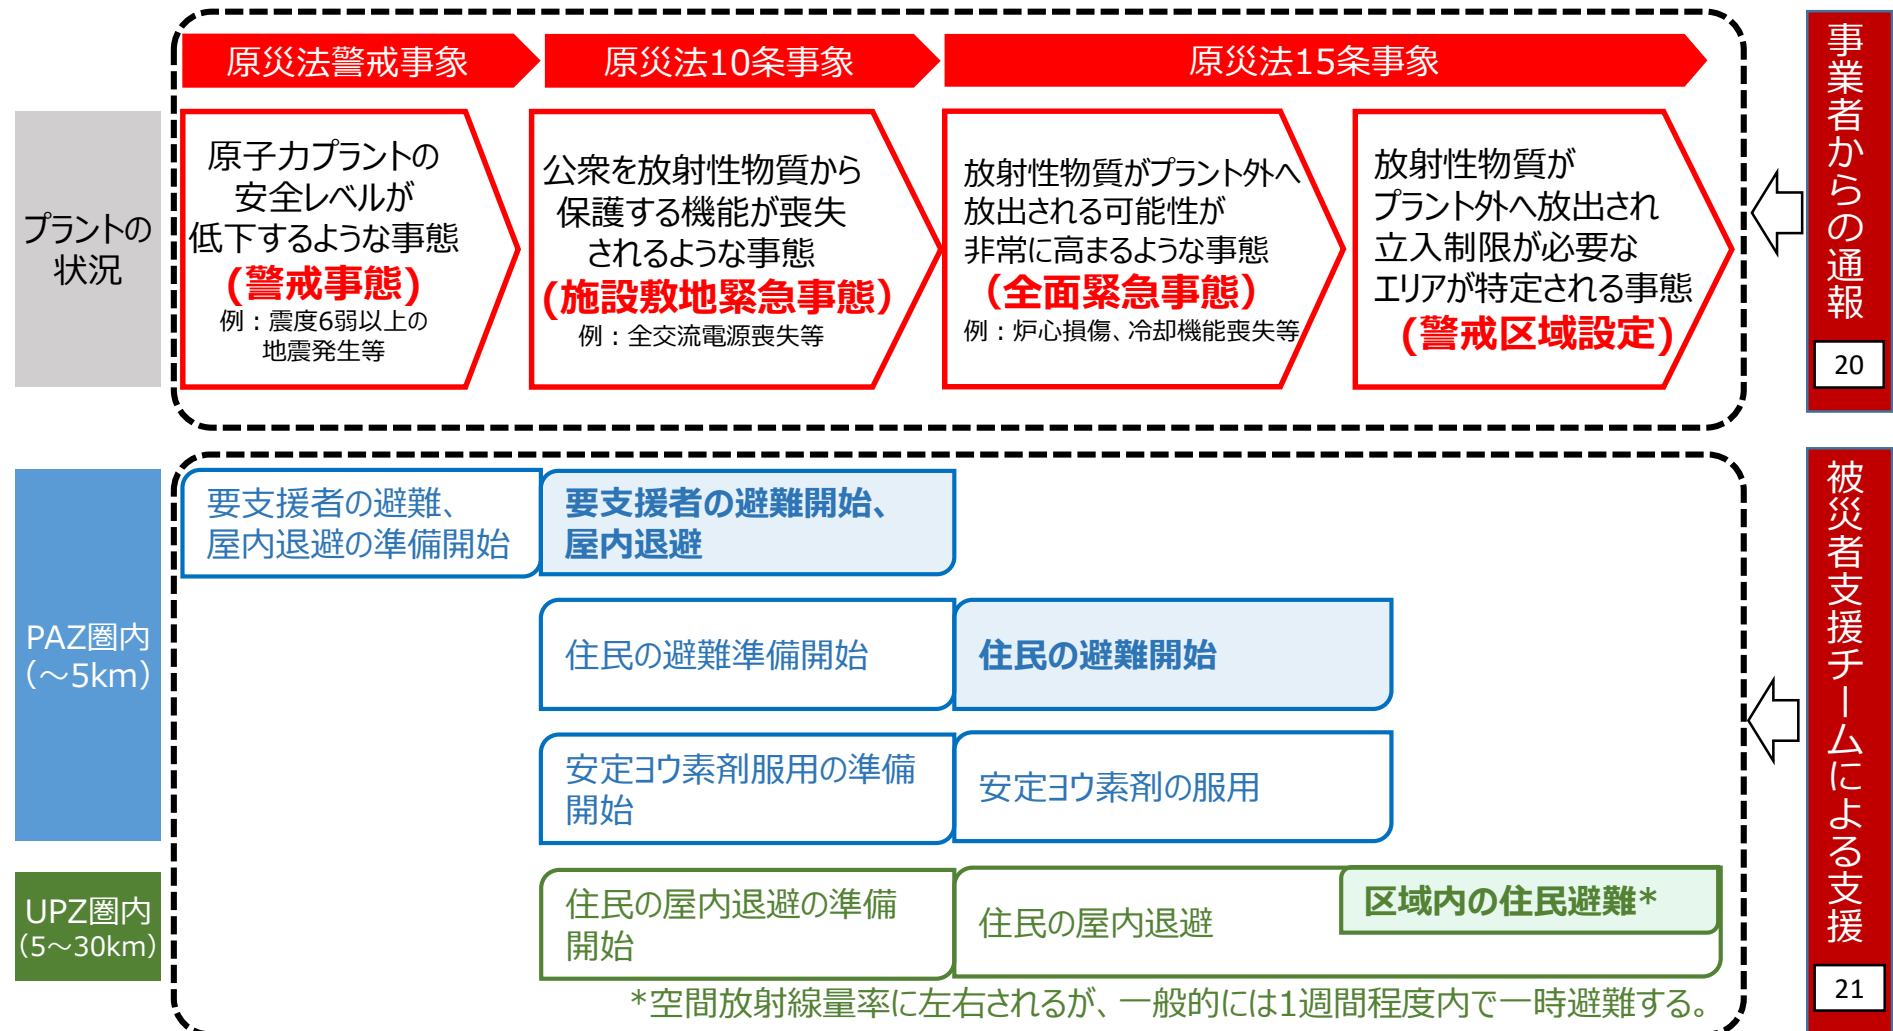 原災法警戒事象
原災法10条事象
原災法15条事象
プラントの
状況
原子力プラントの
安全レベルが
低下するような事態
(警戒事態)
例：震度6弱以上の
地震発生等
公衆を放射性物質から
保護する機能が喪失
されるような事態
(施設敷地緊急事態）
例：全交流電源喪失等
放射性物質がプラント外へ
放出される可能性が
非常に高まるような事態
（全面緊急事態）
例：炉心損傷、冷却機能喪失等
放射性物質が
プラント外へ放出され
立入制限が必要な
エリアが特定される事態
(警戒区域設定)
事業者からの通報
20
PAZ圏内
（～5km）
要支援者の避難、
屋内退避の準備開始
要支援者の避難開始、
屋内退避
住民の避難準備開始
住民の避難開始
安定ヨウ素剤服用の準備
開始
安定ヨウ素剤の服用
UPZ圏内
（5～30km）
住民の屋内退避の準備
開始
住民の屋内退避
区域内の住民避難*
*空間放射線量率に左右されるが、一般的には1週間程度内で一時避難する。
被災者支援チームによる支援
21